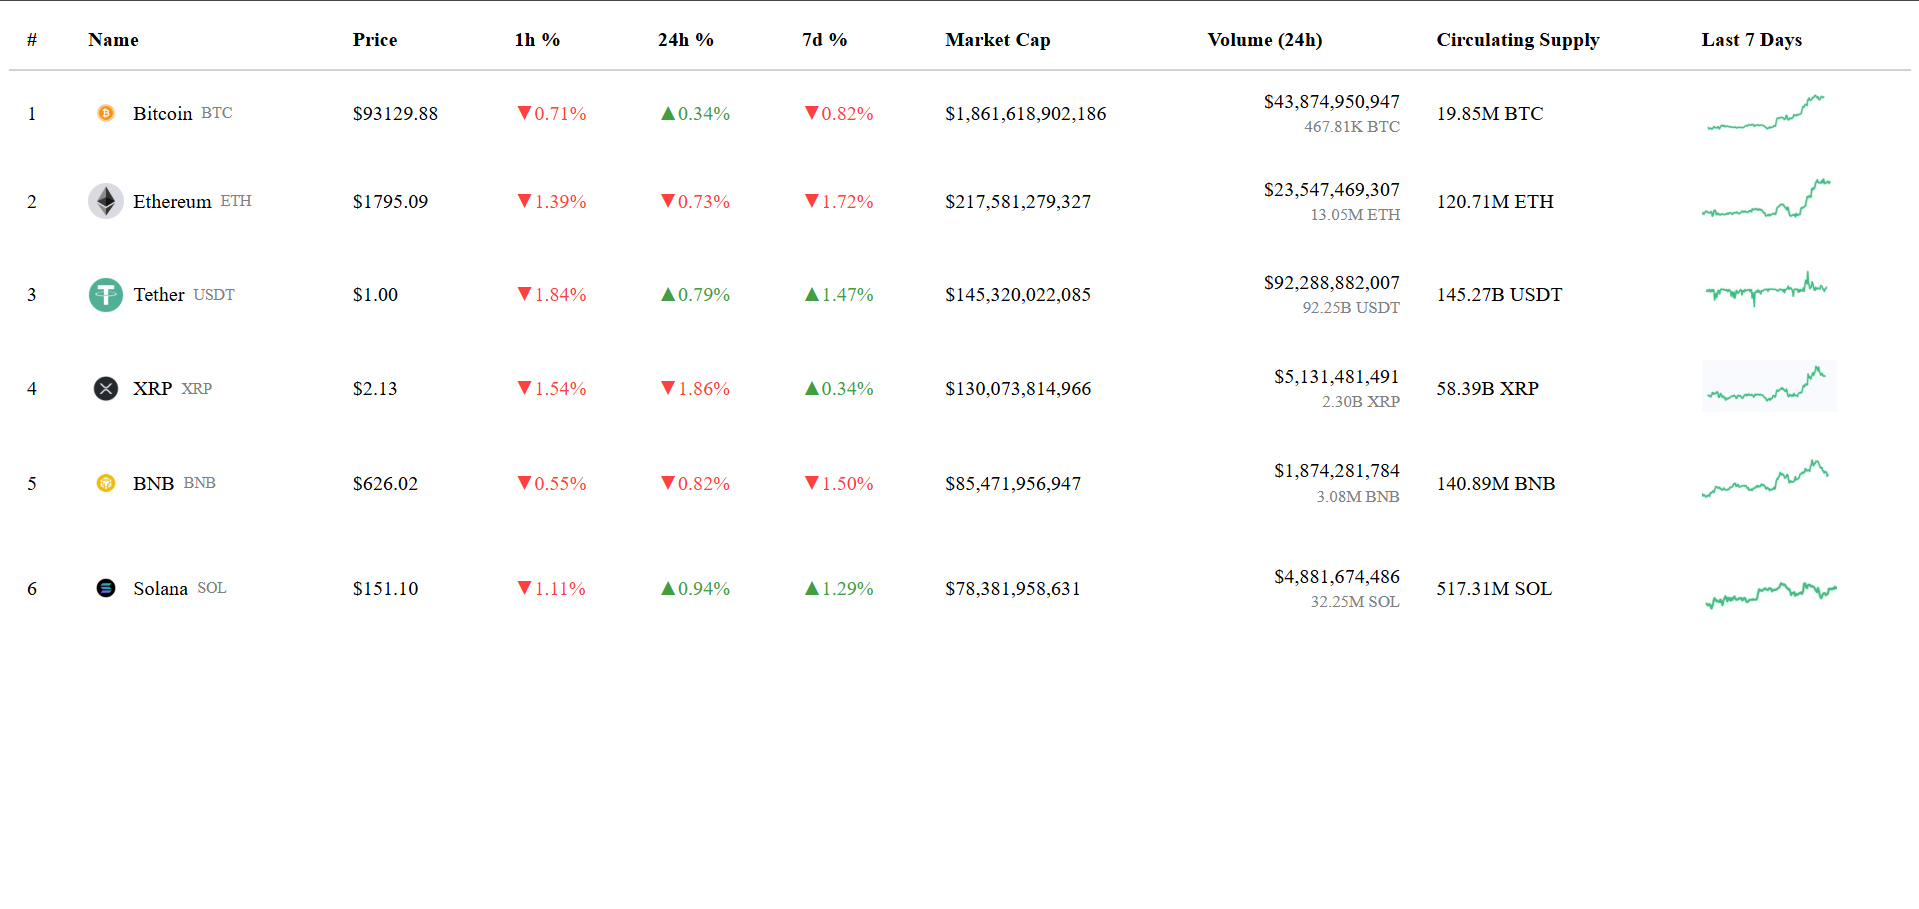 # Name Price 1h % 24h % 7d % Market Cap Volume (24h) Circulating Supply Last 7 Days
1 Bitcoin BTC $93129.88 ▼0.71% ▲0.34% ▼0.82% $1,861,618,902,186 $43,874,950,947 19.85M BTC
467.81K BTC
2 Ethereum ETH $1795.09 ▼1.39% ▼0.73% ▼1.72% $217,581,279,327 $23,547,469,307 120.71M ETH
13.05M ETH
3 Tether USDT $1.00 ▼1.84% ▲0.79% ▲1.47% $145,320,022,085 $92,288,882,007 145.27B USDT
92.25B USDT
4 XRP XRP $2.13 ▼1.54% ▼1.86% ▲0.34% $130,073,814,966 $5,131,481,491 58.39B XRP
2.30B XRP
5 BNB BNB $626.02 ▼0.55% ▼0.82% ▼1.50% $85,471,956,947 $1,874,281,784 140.89M BNB
3.08M BNB
6 Solana SOL $151.10 ▼1.11% ▲0.94% ▲1.29% $78,381,958,631 $4,881,674,486 517.31M SOL
32.25M SOL